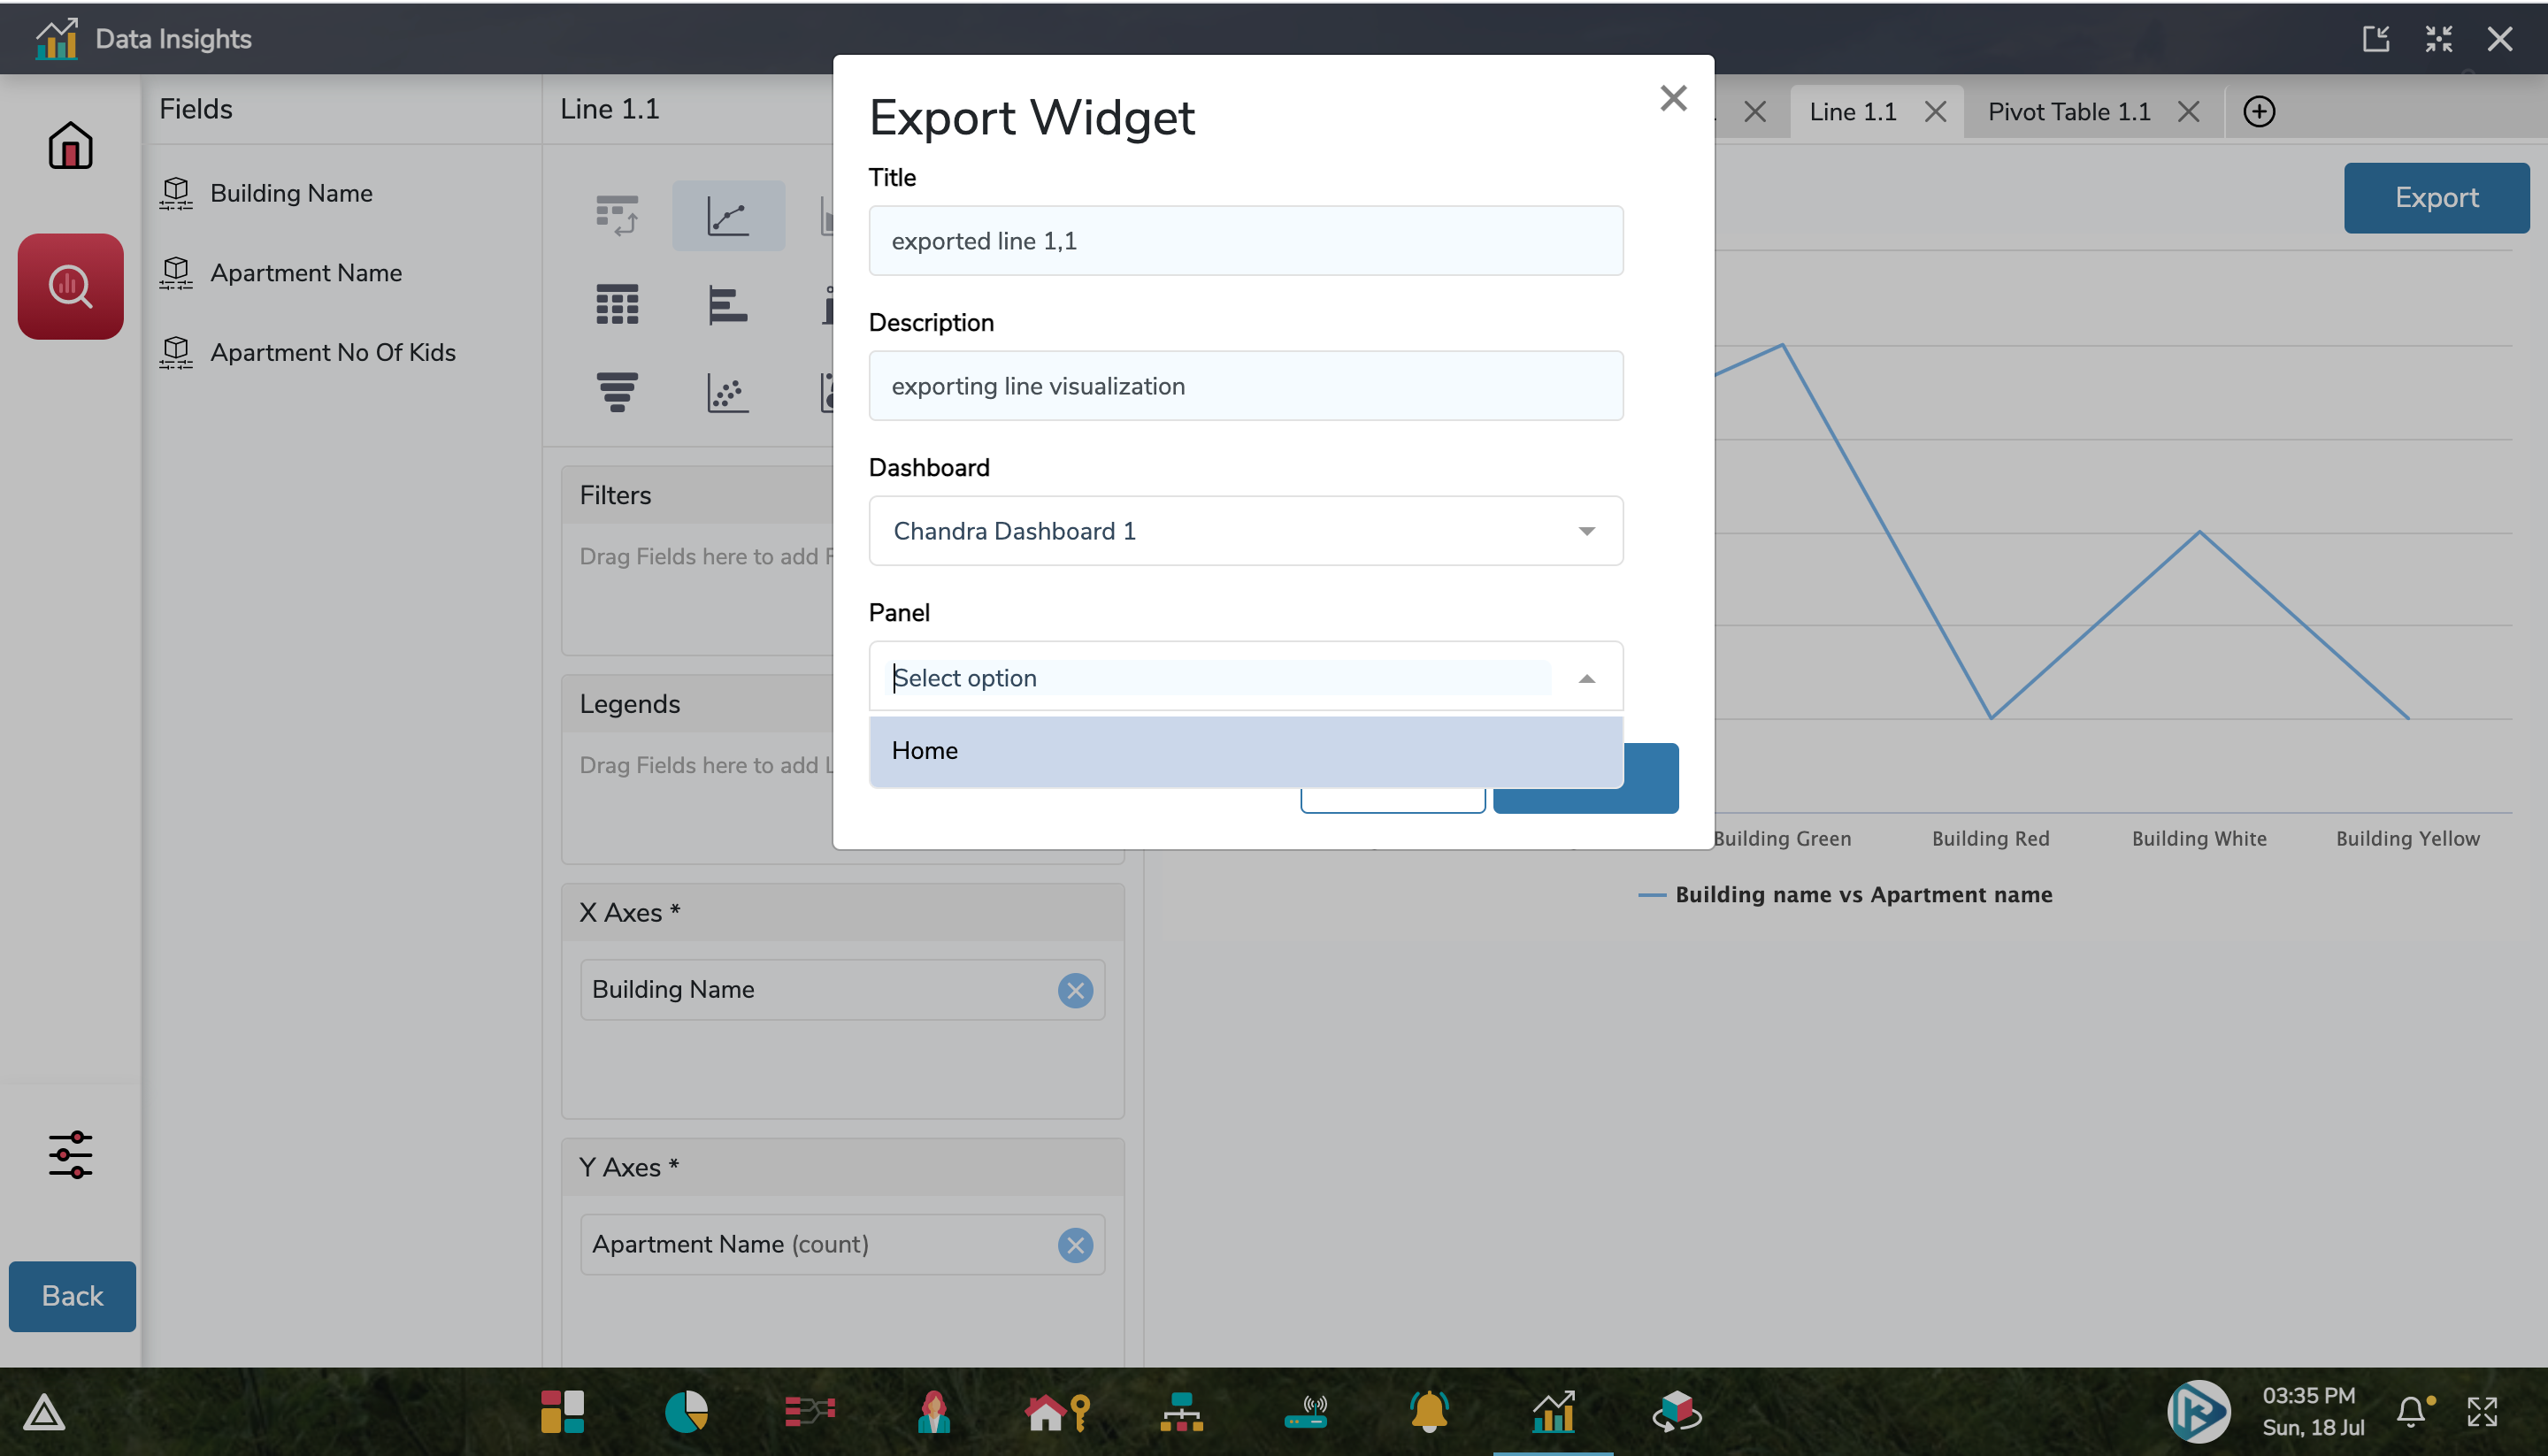 Data Insights
Fields
Building Name
Apartment Name
Apartment No Of Kids
Back
Line 1.1
Filters
Drag Fields here to add
Legends
Drag Fields here to add
X Axes *
Building Name
Y Axes *
Apartment Name (count)
Export Widget
Title
exported line 1,1
Description
exporting line visualization
Dashboard
Chandra Dashboard 1
Panel
Select option
Home
Line 1.1
Pivot Table 1.1
Export
Building Green
Building Red
Building White
Building Yellow
Building name vs Apartment name
03:35 PM
Sun, 18 Jul